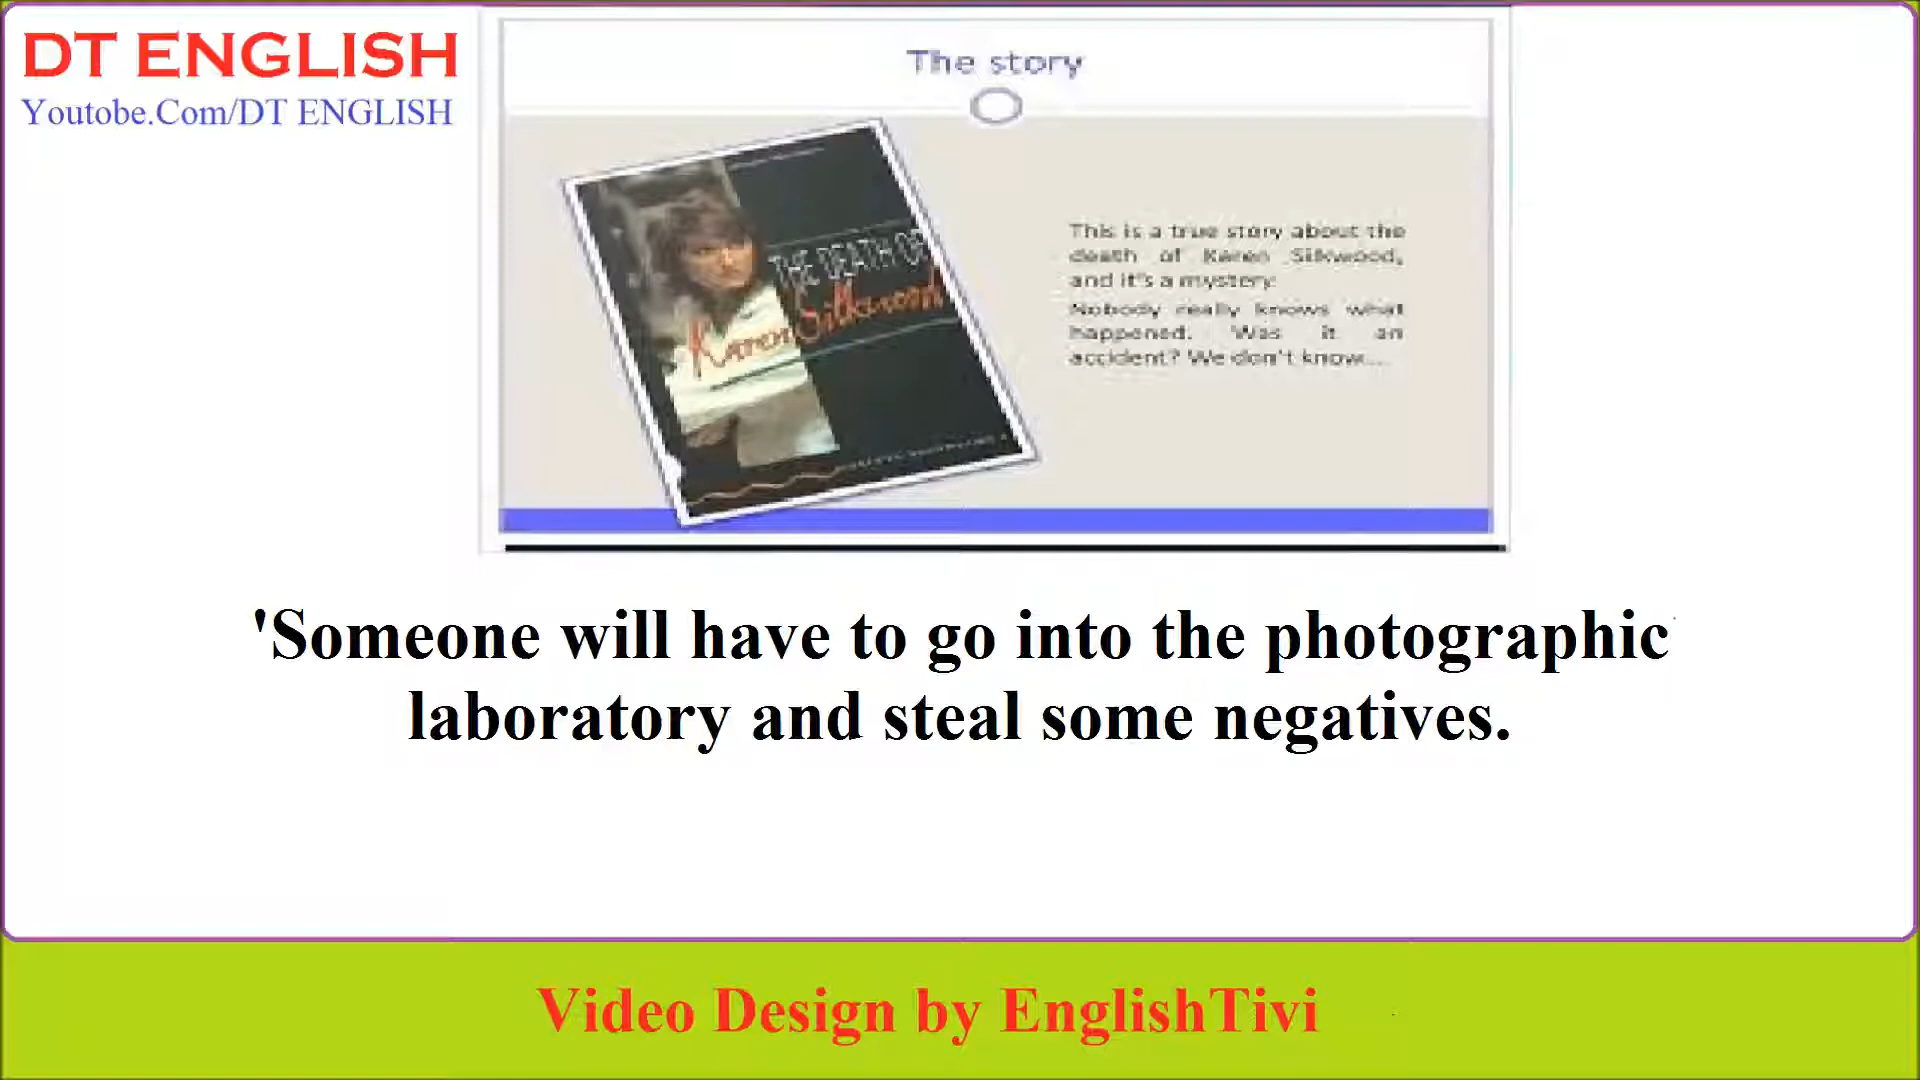 DT ENGLISH
Youtube.Com/DT ENGLISH
The story
THE DEATH OF
Karen Silkwood
This is a true story about the
death of Karen Silkwood,
and it's a mystery.
Nobody really knows what
happened. Was it an
accident? We don't know...
'Someone will have to go into the photographic
laboratory and steal some negatives.
Video Design by EnglishTivi